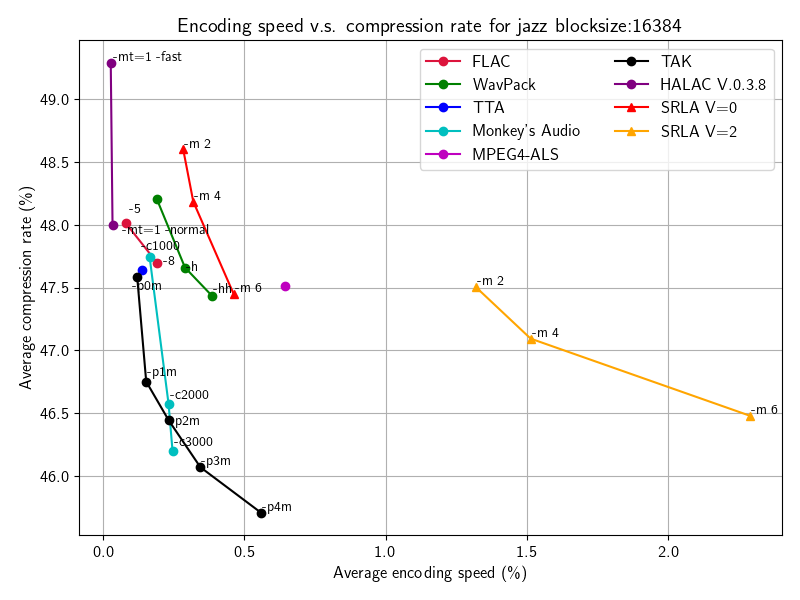 Encoding speed v.s. compression rate for jazz blocksize:16384
FLAC
WavPack
TTA
Monkey's Audio
MPEG4-ALS
TAK
HALAC V.0.3.8
SRLA V=0
SRLA V=2
Average compression rate (%)
49.0
48.5
48.0
47.5
47.0
46.5
46.0
-mt=1 -fast
-m 2
-m 4
-5
-mt=1 -normal
-c1000
-8
-h
-p0m
-hh
-m 6
-m 2
-m 4
-p1m
-c2000
-m 6
-p2m
-c3000
-p3m
-p4m
0.0
0.5
1.0
1.5
2.0
Average encoding speed (%)